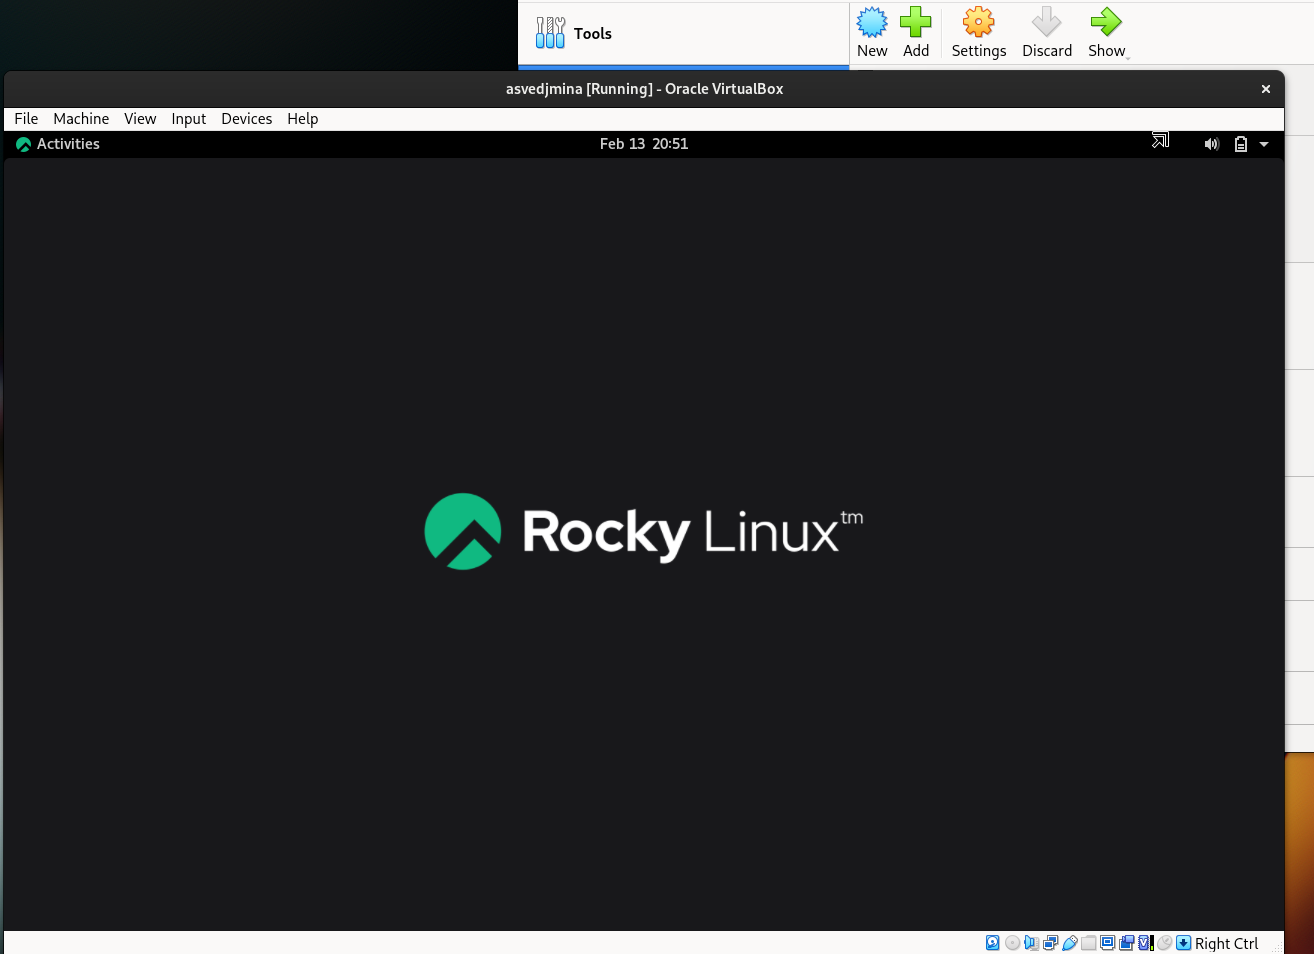 Tools
New Add Settings Discard Show
asvedjmina [Running] - Oracle VirtualBox
File Machine View Input Devices Help
Activities Feb 13 20:51
Rocky Linux™
Right Ctrl